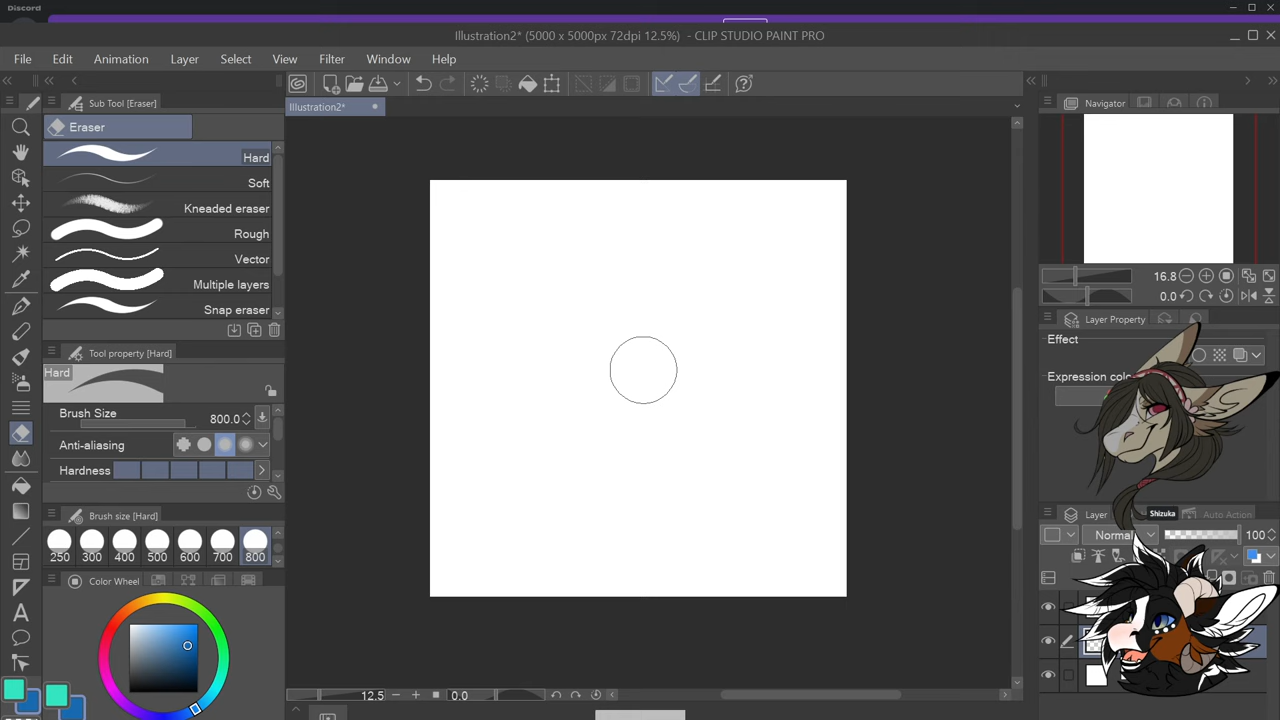 Discord
Illustration2* (5000 x 5000px 72dpi 12.5%) - CLIP STUDIO PAINT PRO
File Edit Animation Layer Select View Filter Window Help
Sub Tool [Eraser]
Illustration2*
Navigator
Eraser
Hard
Soft
Kneaded eraser
Rough
Vector
Multiple layers
Snap eraser
16.8
0.0
Layer Property
Effect
Expression colo
Tool property [Hard]
Hard
Brush Size 800.0
Anti-aliasing
Hardness
Brush size [Hard]
250 300 400 500 600 700 800
Color Wheel
Layer Shizuka Auto Action
Normal 100
12.5 0.0